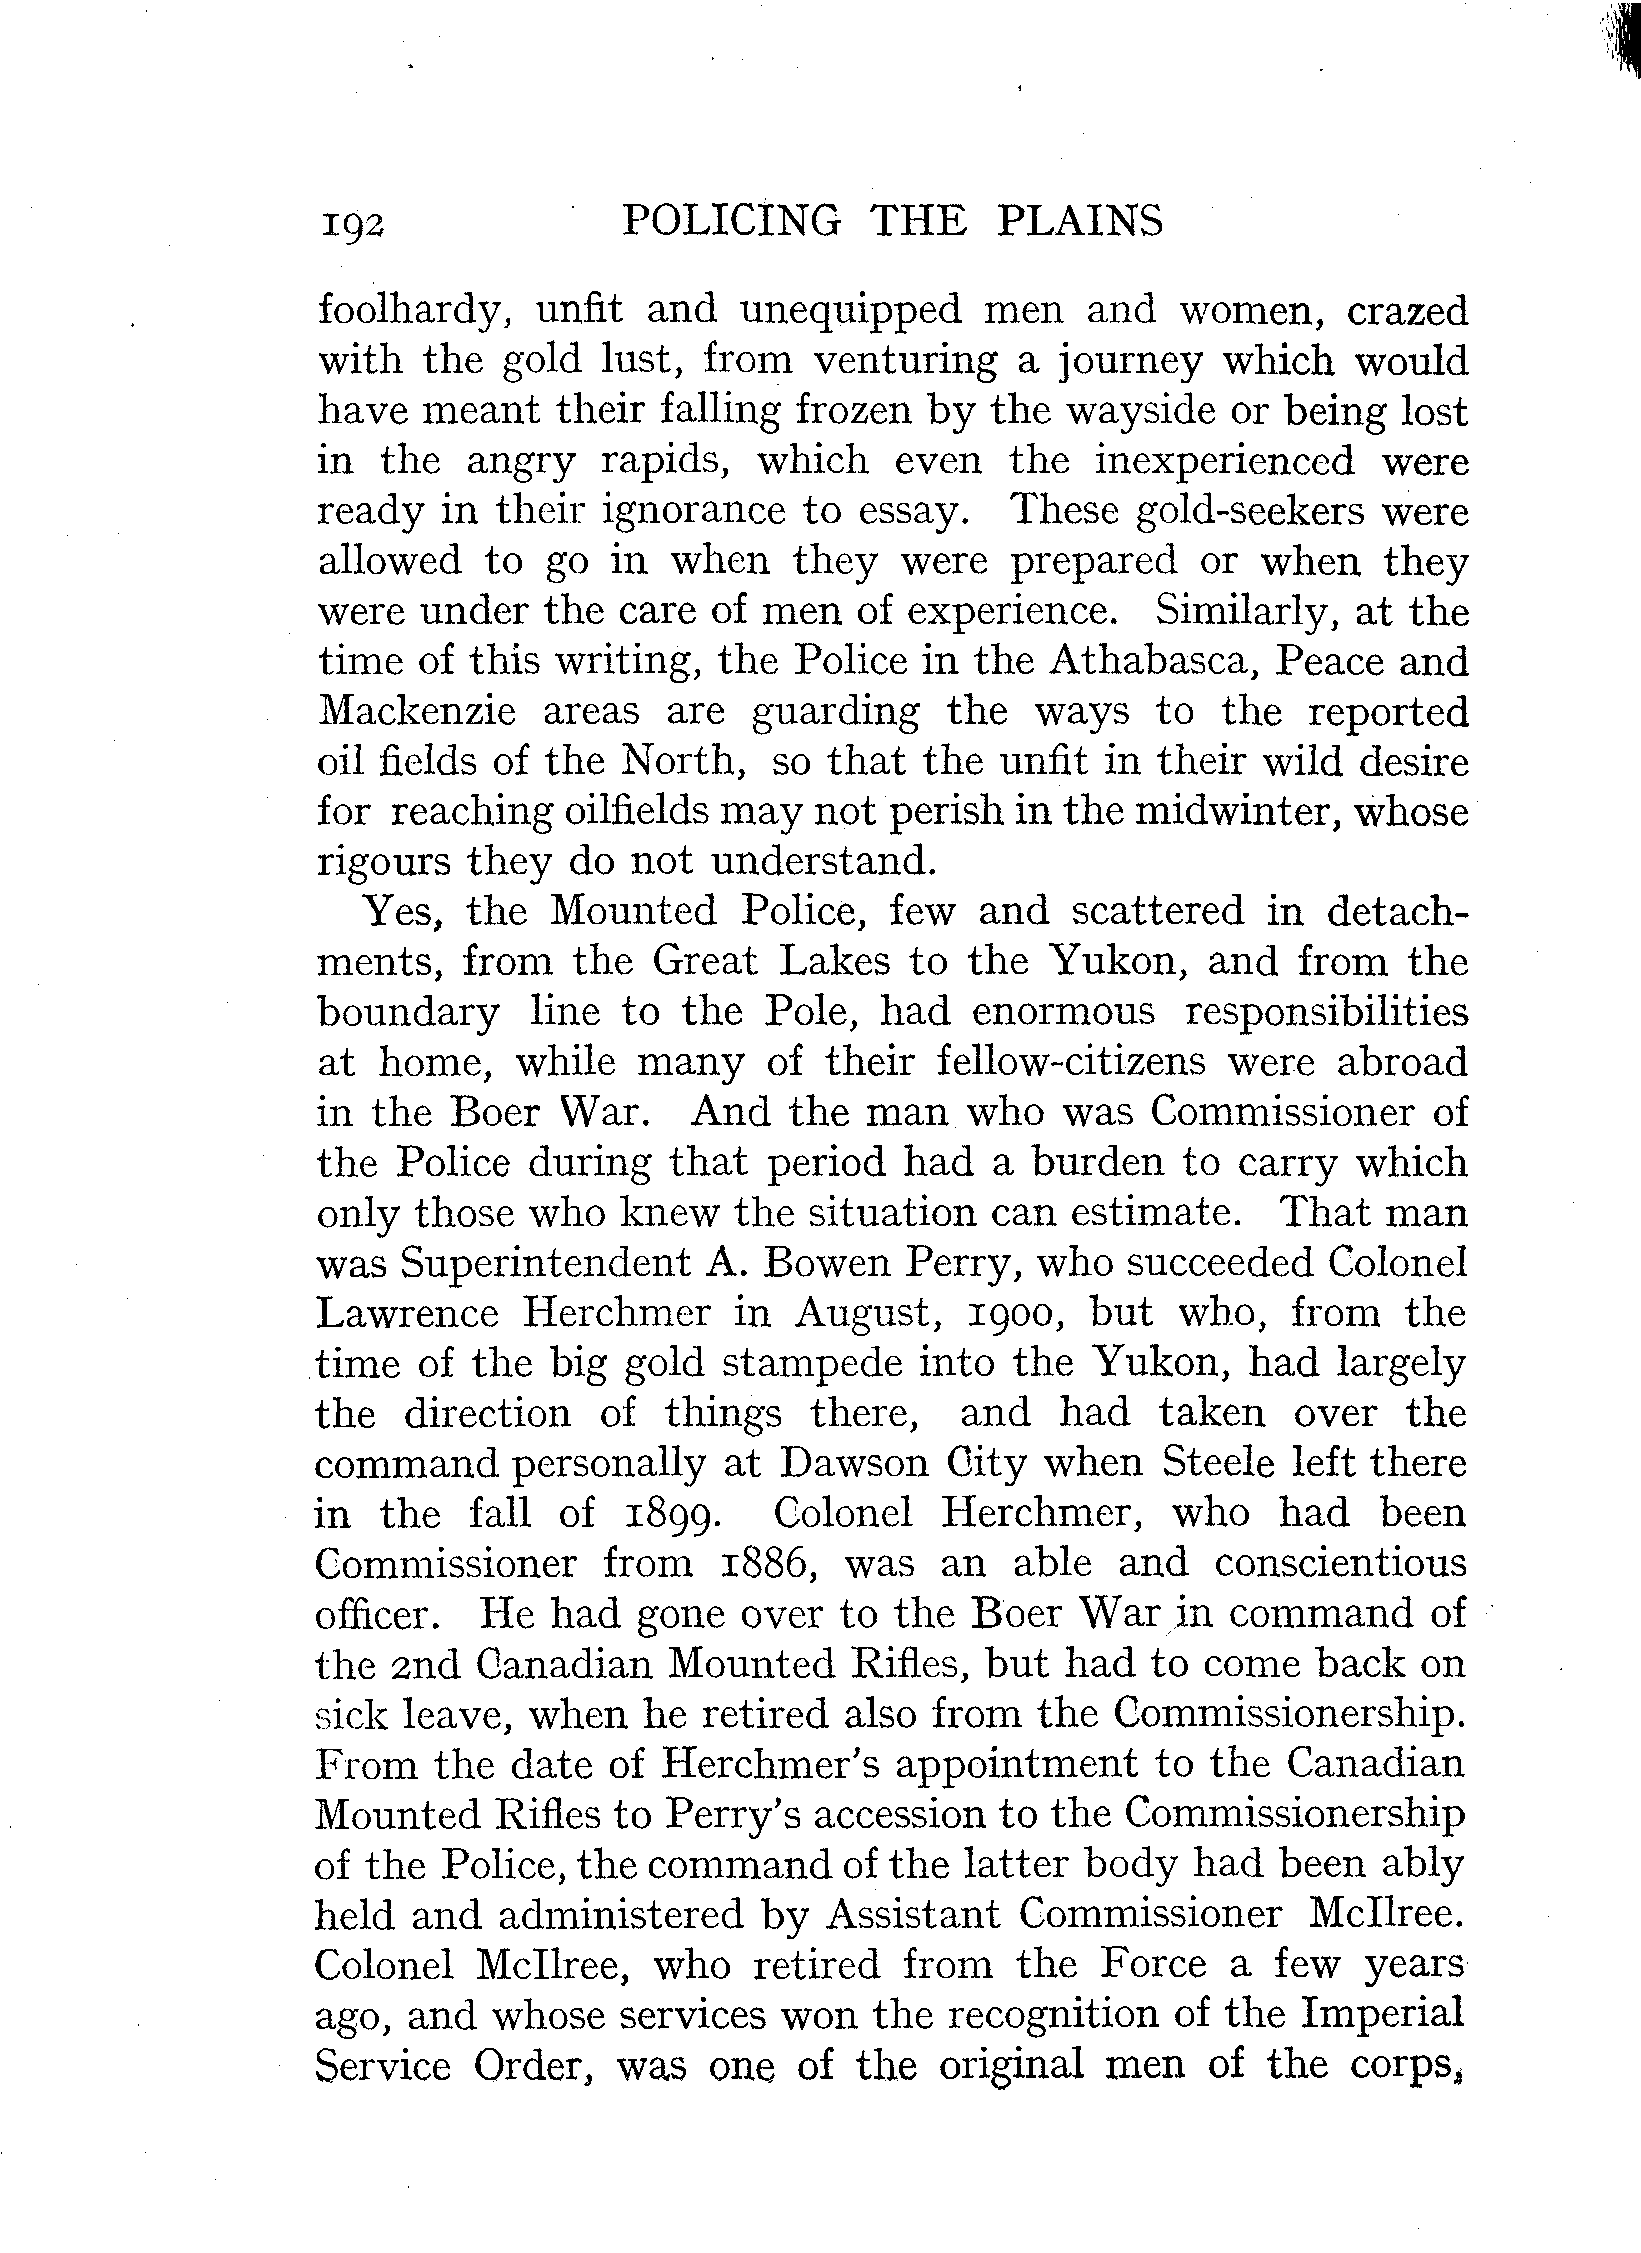 192 POLICING THE PLAINS
foolhardy, unfit and unequipped men and women, crazed
with the gold lust, from venturing a journey which would
have meant their falling frozen by the wayside or being lost
in the angry rapids, which even the inexperienced were
ready in their ignorance to essay. These gold-seekers were
allowed to go in when they were prepared or when they
were under the care of men of experience. Similarly, at the
time of this writing, the Police in the Athabasca, Peace and
Mackenzie areas are guarding the ways to the reported
oil fields of the North, so that the unfit in their wild desire
for reaching oilfields may not perish in the midwinter, whose
rigours they do not understand.
Yes, the Mounted Police, few and scattered in detach-
ments, from the Great Lakes to the Yukon, and from the
boundary line to the Pole, had enormous responsibilities
at home, while many of their fellow-citizens were abroad
in the Boer War. And the man who was Commissioner of
the Police during that period had a burden to carry which
only those who knew the situation can estimate. That man
was Superintendent A. Bowen Perry, who succeeded Colonel
Lawrence Herchmer in August, 1900, but who, from the
time of the big gold stampede into the Yukon, had largely
the direction of things there, and had taken over the
command personally at Dawson City when Steele left there
in the fall of 1899. Colonel Herchmer, who had been
Commissioner from 1886, was an able and conscientious
officer. He had gone over to the Boer War in command of
the 2nd Canadian Mounted Rifles, but had to come back on
sick leave, when he retired also from the Commissionership.
From the date of Herchmer's appointment to the Canadian
Mounted Rifles to Perry's accession to the Commissionership
of the Police, the command of the latter body had been ably
held and administered by Assistant Commissioner McIlree.
Colonel McIlree, who retired from the Force a few years
ago, and whose services won the recognition of the Imperial
Service Order, was one of the original men of the corps,